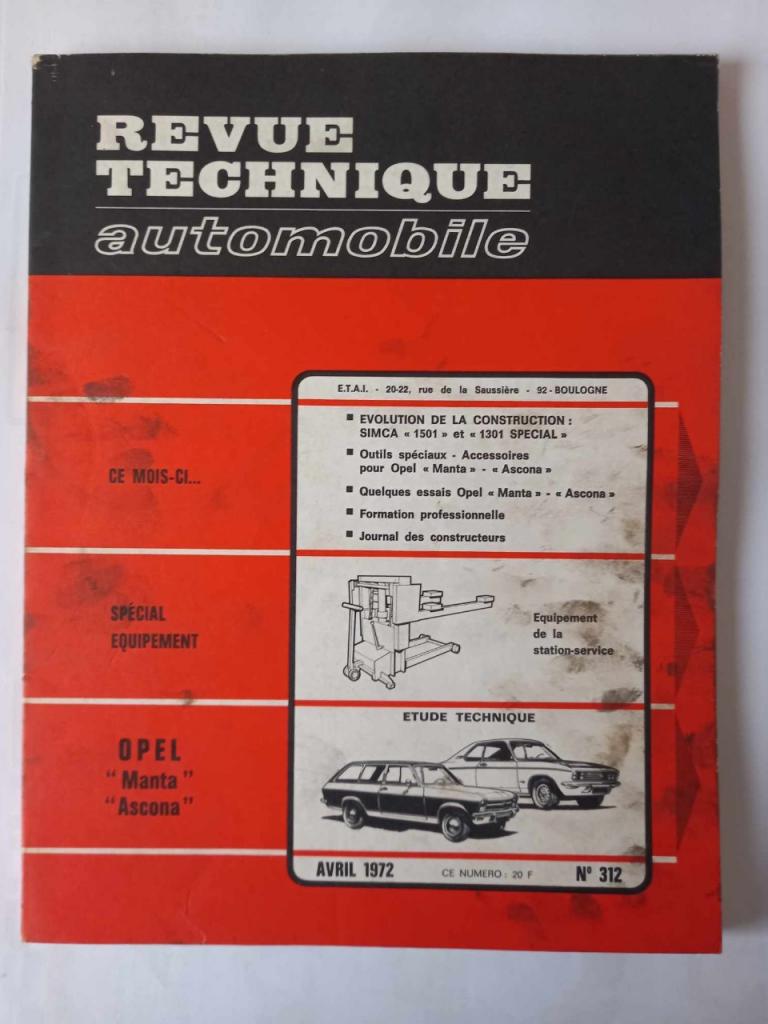 REVUE
TECHNIQUE
automobile
E.T.A.I. - 20-22, rue de la Saussière - 92 - BOULOGNE
CE MOIS-CI...
▪ EVOLUTION DE LA CONSTRUCTION :
SIMCA « 1501 » et « 1301 SPECIAL »
▪ Outils spéciaux - Accessoires
pour Opel « Manta » - « Ascona »
▪ Quelques essais Opel « Manta » - « Ascona »
▪ Formation professionnelle
▪ Journal des constructeurs
SPÉCIAL
EQUIPEMENT
Equipement
de la
station-service
OPEL
"Manta"
"Ascona"
ETUDE TECHNIQUE
AVRIL 1972 CE NUMERO : 20 F N° 312